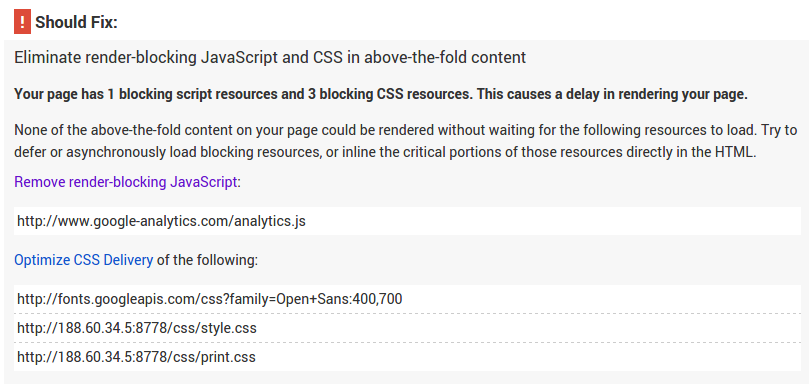 ! Should Fix:
Eliminate render-blocking JavaScript and CSS in above-the-fold content
Your page has 1 blocking script resources and 3 blocking CSS resources. This causes a delay in rendering your page.
None of the above-the-fold content on your page could be rendered without waiting for the following resources to load. Try to
defer or asynchronously load blocking resources, or inline the critical portions of those resources directly in the HTML.
Remove render-blocking JavaScript:
http://www.google-analytics.com/analytics.js
Optimize CSS Delivery of the following:
http://fonts.googleapis.com/css?family=Open+Sans:400,700
http://188.60.34.5:8778/css/style.css
http://188.60.34.5:8778/css/print.css